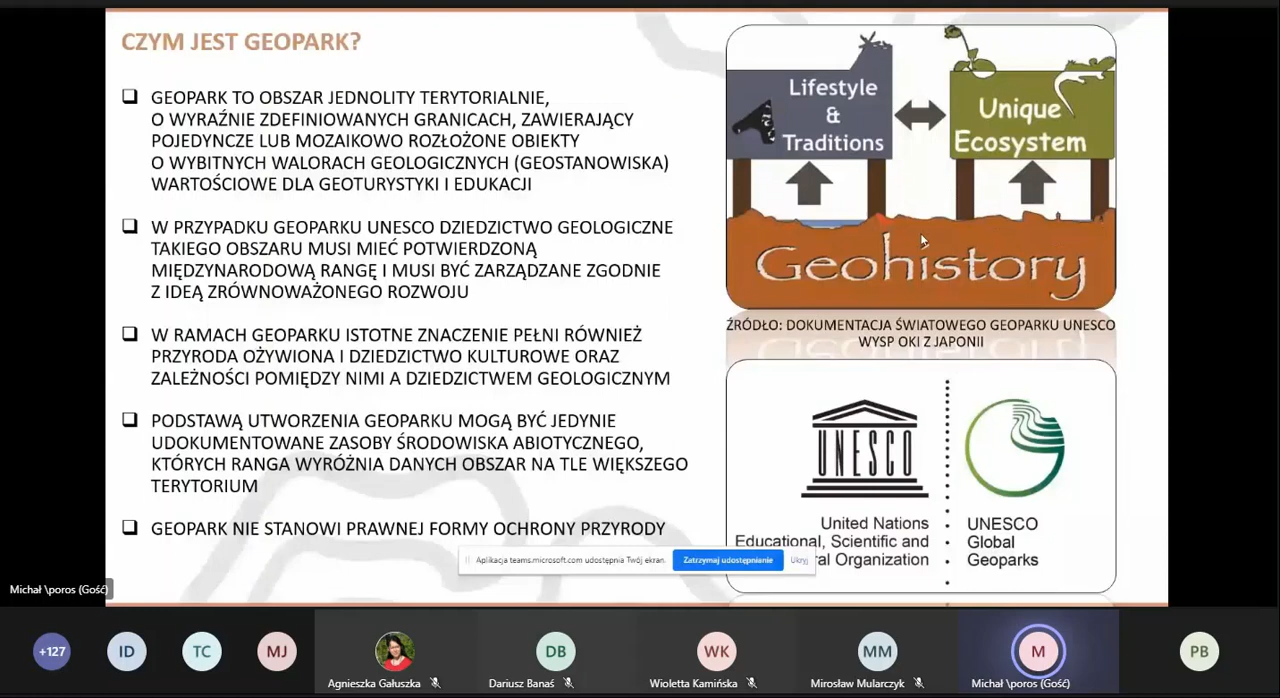 CZYM JEST GEOPARK?
GEOPARK TO OBSZAR JEDNOLITY TERYTORIALNIE,
O WYRAŹNIE ZDEFINIOWANYCH GRANICACH, ZAWIERAJĄCY
POJEDYNCZE LUB MOZAIKOWO ROZŁOŻONE OBIEKTY
O WYBITNYCH WALORACH GEOLOGICZNYCH (GEOSTANOWISKA)
WARTOŚCIOWE DLA GEOTURYSTYKI I EDUKACJI
W PRZYPADKU GEOPARKU UNESCO DZIEDZICTWO GEOLOGICZNE
TAKIEGO OBSZARU MUSI MIEĆ POTWIERDZONĄ
MIĘDZYNARODOWĄ RANGĘ I MUSI BYĆ ZARZĄDZANE ZGODNIE
Z IDEĄ ZRÓWNOWAŻONEGO ROZWOJU
W RAMACH GEOPARKU ISTOTNE ZNACZENIE PEŁNI RÓWNIEŻ
PRZYRODA OŻYWIONA I DZIEDZICTWO KULTUROWE ORAZ
ZALEŻNOŚCI POMIĘDZY NIMI A DZIEDZICTWEM GEOLOGICZNYM
PODSTAWĄ UTWORZENIA GEOPARKU MOGĄ BYĆ JEDYNIE
UDOKUMENTOWANE ZASOBY ŚRODOWISKA ABIOTYCZNEGO,
KTÓRYCH RANGA WYRÓŻNIA DANYCH OBSZAR NA TLE WIĘKSZEGO
TERYTORIUM
GEOPARK NIE STANOWI PRAWNEJ FORMY OCHRONY PRZYRODY
Lifestyle
&
Traditions
Unique
Ecosystem
Geohistory
ŹRÓDŁO: DOKUMENTACJA ŚWIATOWEGO GEOPARKU UNESCO
WYSP OKI Z JAPONII
UNESCO
United Nations
Educational, Scientific and
ral Organization
UNESCO
Global
Geoparks
Aplikacja teams.microsoft.com udostępnia Twój ekran.
Zatrzymaj udostępnianie
Ukryj
Michał \poros (Gość)
+127
ID
TC
MJ
Agnieszka Gałuszka
DB
Dariusz Banaś
WK
Wioletta Kamińska
MM
Mirosław Mularczyk
M
Michał \poros (Gość)
PB